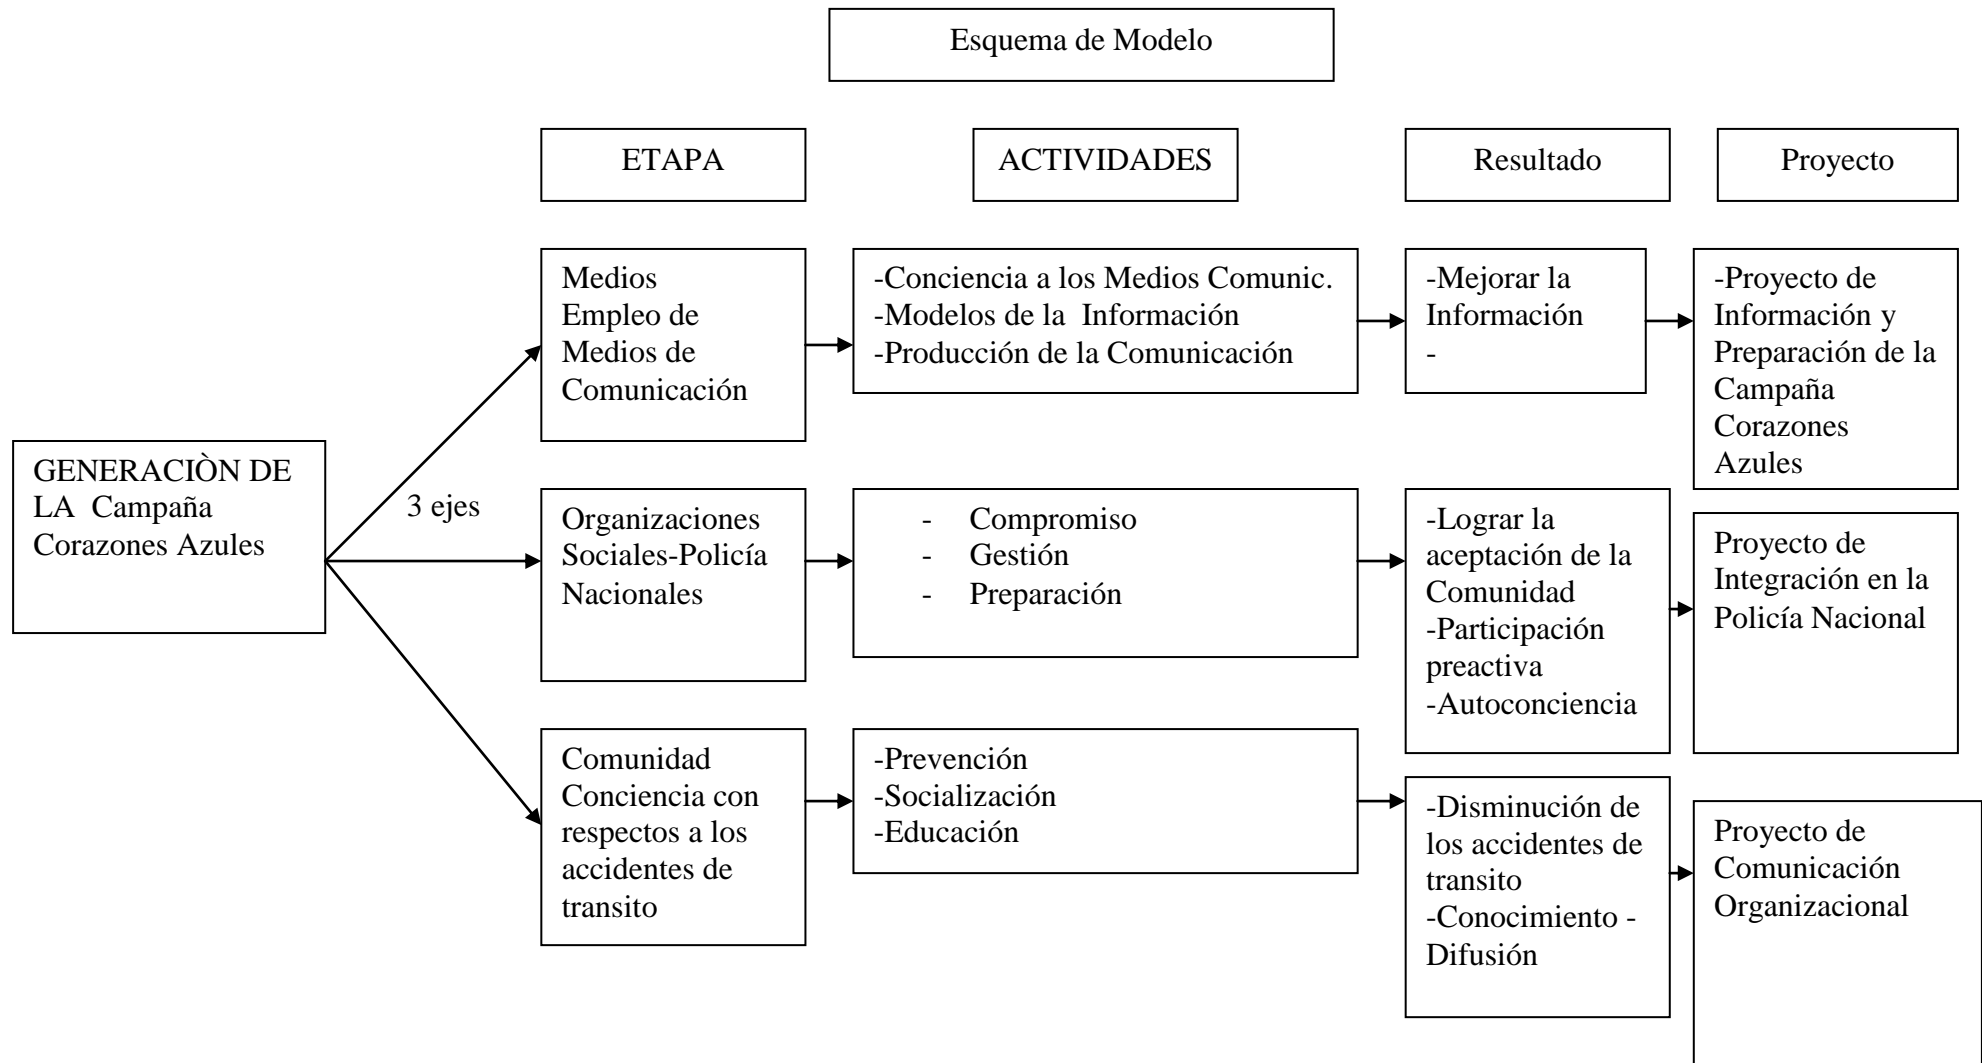 Esquema de Modelo
ETAPA
ACTIVIDADES
Resultado
Proyecto
GENERACIÒN DE
LA  Campaña
Corazones Azules
3 ejes
Medios
Empleo de
Medios de
Comunicación
-Conciencia a los Medios Comunic.
-Modelos de la  Información
-Producción de la Comunicación
-Mejorar la
Información
-
-Proyecto de
Información y
Preparación de la
Campaña
Corazones
Azules
Organizaciones
Sociales-Policía
Nacionales
- Compromiso
- Gestión
- Preparación
-Lograr la
aceptación de la
Comunidad
-Participación
preactiva
-Autoconciencia
Proyecto de
Integración en la
Policía Nacional
Comunidad
Conciencia con
respectos a los
accidentes de
transito
-Prevención
-Socialización
-Educación
-Disminución de
los accidentes de
transito
-Conocimiento -
Difusión
Proyecto de
Comunicación
Organizacional